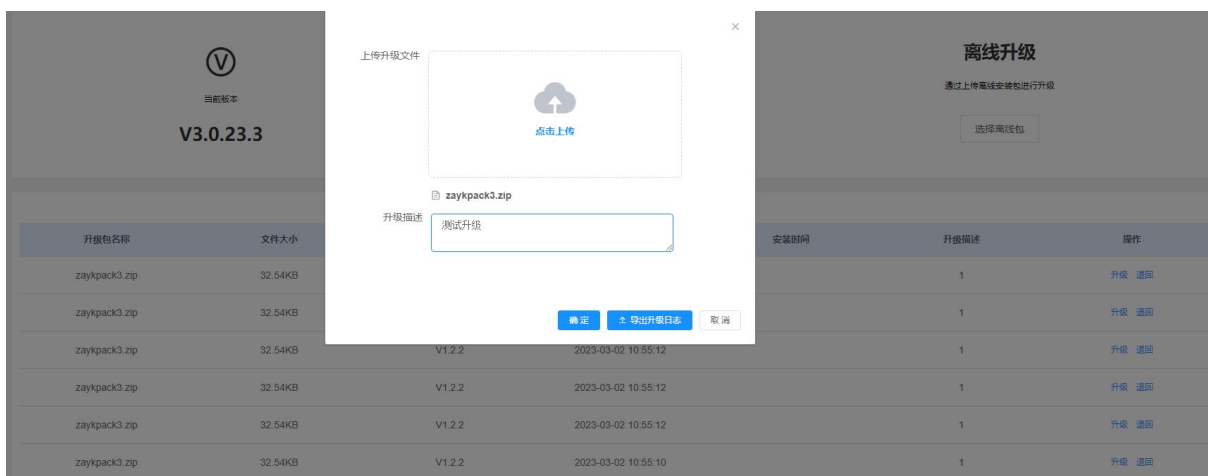 上传升级文件
点击上传
zaykpack3.zip
升级描述
测试升级
确定 导出升级日志 取消
当前版本
V3.0.23.3
离线升级
通过上传离线安装包进行升级
选择离线包
升级包名称 文件大小 安装时间 升级描述 操作
zaykpack3.zip 32.54KB 1 升级 退回
zaykpack3.zip 32.54KB 1 升级 退回
zaykpack3.zip 32.54KB V1.2.2 2023-03-02 10:55:12 1 升级 退回
zaykpack3.zip 32.54KB V1.2.2 2023-03-02 10:55:12 1 升级 退回
zaykpack3.zip 32.54KB V1.2.2 2023-03-02 10:55:12 1 升级 退回
zaykpack3.zip 32.54KB V1.2.2 2023-03-02 10:55:10 1 升级 退回